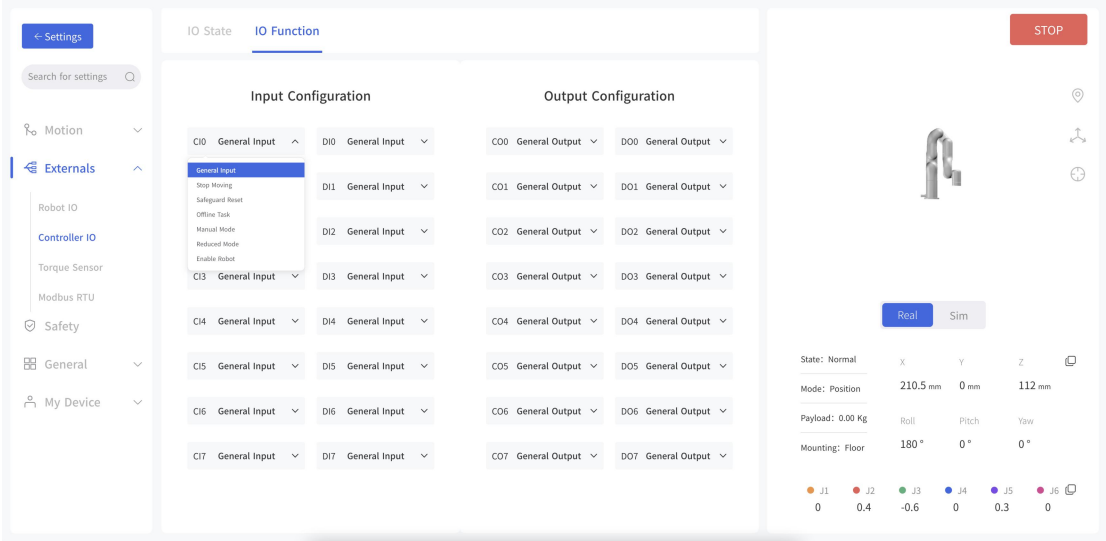 ← Settings
Search for settings
Motion
Externals
Robot IO
Controller IO
Torque Sensor
Modbus RTU
Safety
General
My Device
IO State IO Function
Input Configuration
CI0 General Input DI0 General Input
General Input
Stop Moving
Safeguard Reset
Offline Task
Manual Mode
Reduced Mode
Enable Robot
DI1 General Input
DI2 General Input
CI3 General Input DI3 General Input
CI4 General Input DI4 General Input
CI5 General Input DI5 General Input
CI6 General Input DI6 General Input
CI7 General Input DI7 General Input
Output Configuration
CO0 General Output DO0 General Output
CO1 General Output DO1 General Output
CO2 General Output DO2 General Output
CO3 General Output DO3 General Output
CO4 General Output DO4 General Output
CO5 General Output DO5 General Output
CO6 General Output DO6 General Output
CO7 General Output DO7 General Output
STOP
Real Sim
State: Normal
Mode: Position
Payload: 0.00 Kg
Mounting: Floor
X Y Z
210.5 mm 0 mm 112 mm
Roll Pitch Yaw
180 ° 0 ° 0 °
J1 J2 J3 J4 J5 J6
0 0.4 -0.6 0 0.3 0